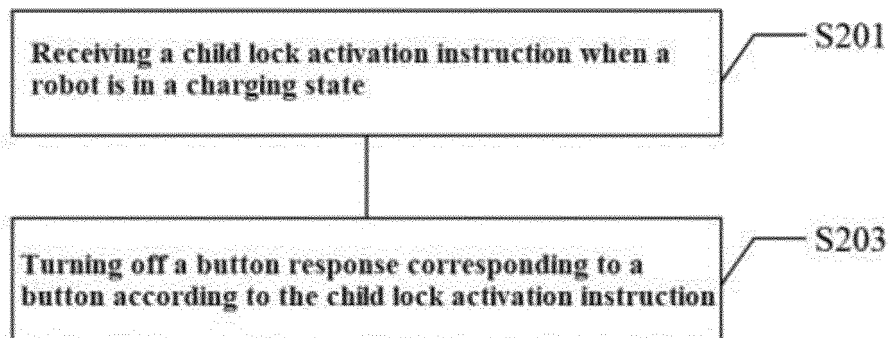 Receiving a child lock activation instruction when a
robot is in a charging state
S201
Turning off a button response corresponding to a
button according to the child lock activation instruction
S203